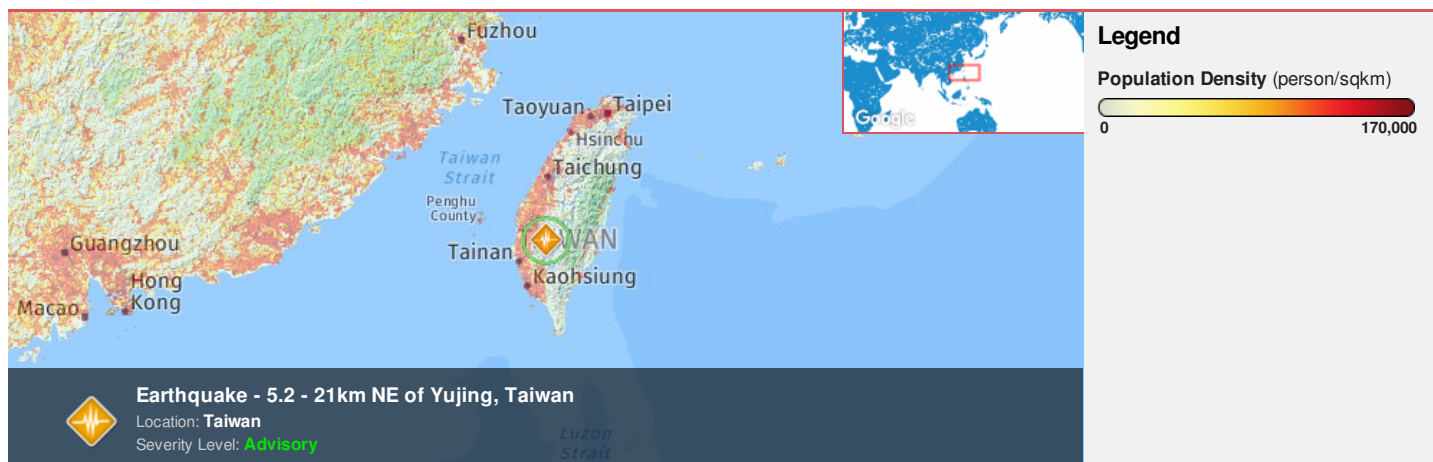 Fuzhou
Taoyuan
Taipei
Hsinchu
Taiwan
Strait
Taichung
Penghu
County
Guangzhou
Tainan
WAN
Kaohsiung
Hong
Kong
Macao
Google
Legend
Population Density (person/sqkm)
0
170,000
Earthquake - 5.2 - 21km NE of Yujing, Taiwan
Location: Taiwan
Severity Level: Advisory
Luzon
Strait